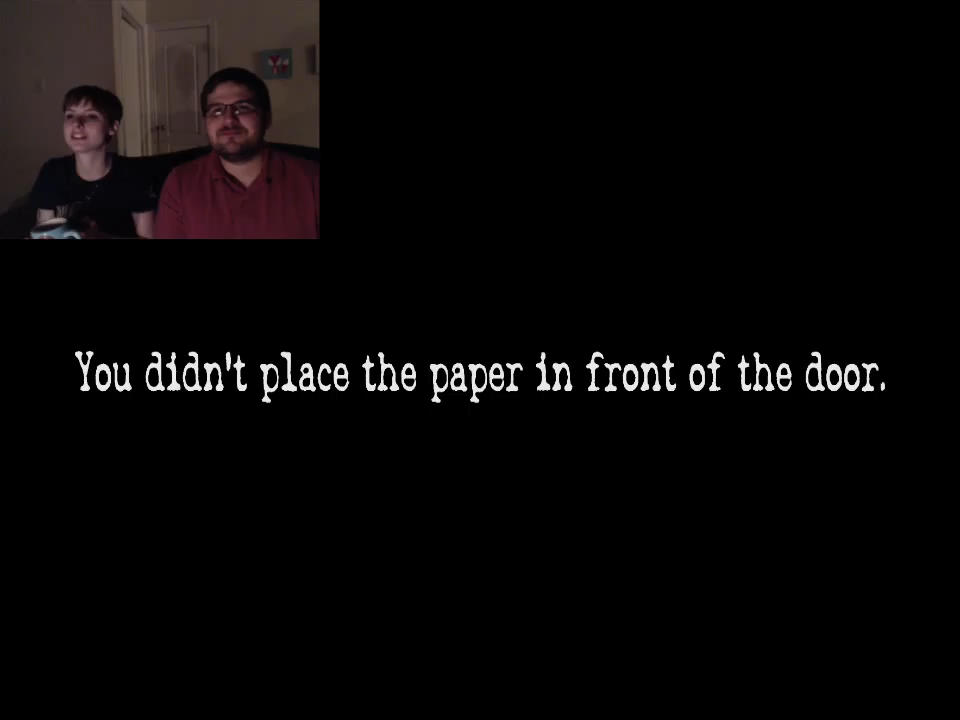 You didn't place the paper in front of the door.